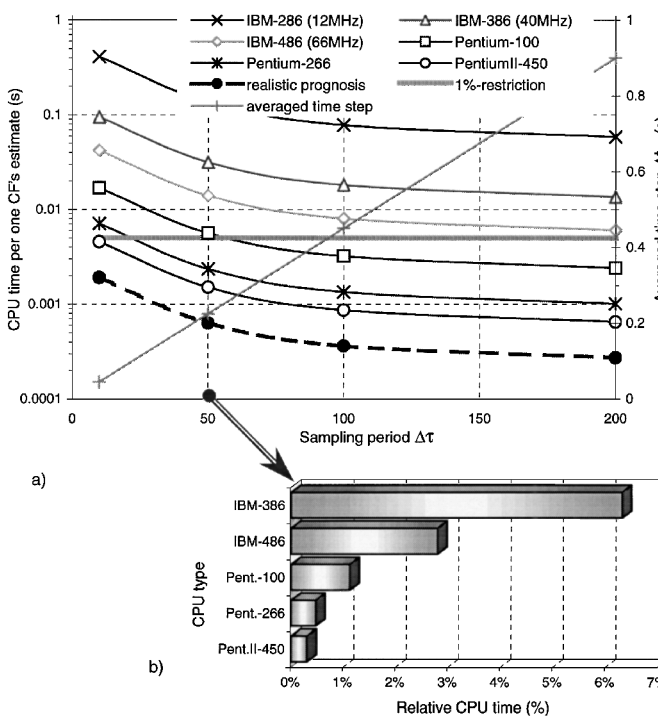 IBM-286 (12MHz)
IBM-386 (40MHz)
IBM-486 (66MHz)
Pentium-100
Pentium-266
PentiumII-450
realistic prognosis
1%-restriction
averaged time step
CPU time per one CF's estimate (s)
1
0.1
0.01
0.001
0.0001
1
0.8
0.6
0.4
0.2
0
0
50
100
150
200
Sampling period Δτ
a)
CPU type
IBM-386
IBM-486
Pent.-100
Pent.-266
Pent.II-450
b)
0%
1%
2%
3%
4%
5%
6%
7%
Relative CPU time (%)